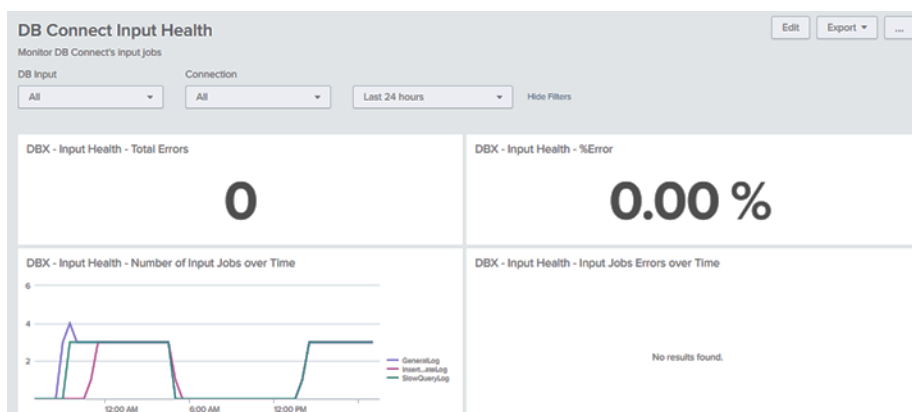 DB Connect Input Health
Edit
Export
...
Monitor DB Connect's input jobs
DB Input
Connection
All
All
Last 24 hours
Hide Filters
DBX - Input Health - Total Errors
0
DBX - Input Health - %Error
0.00 %
DBX - Input Health - Number of Input Jobs over Time
6
4
2
GeneralLog
Insert...ateLog
SlowQueryLog
12:00 AM
6:00 AM
12:00 PM
DBX - Input Health - Input Jobs Errors over Time
No results found.